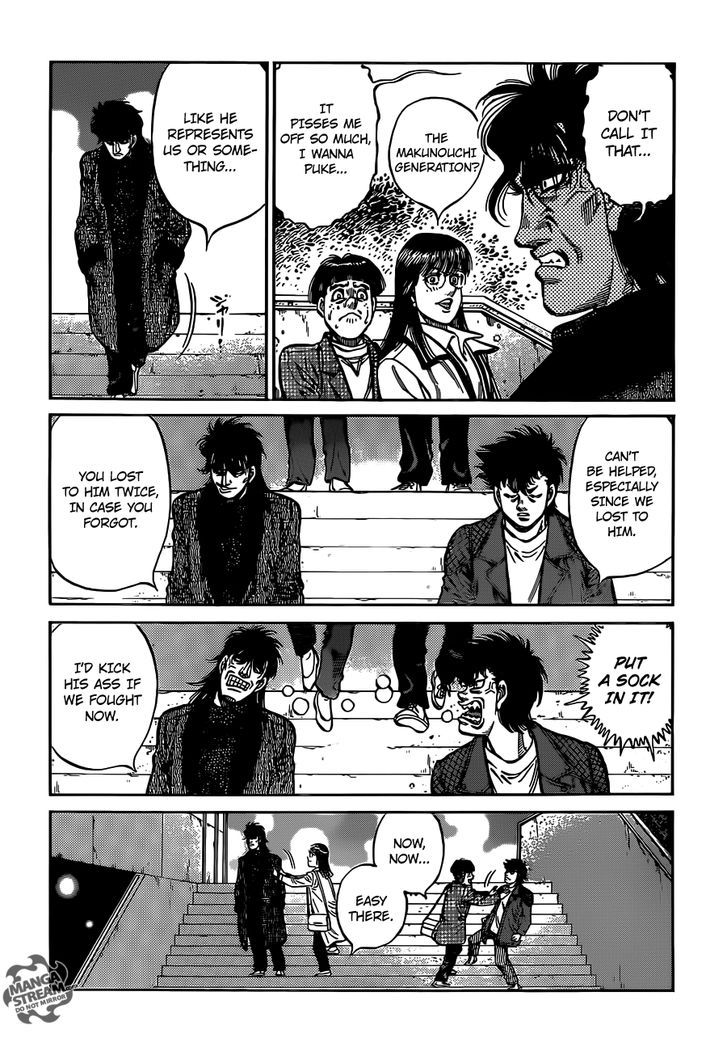 DON'T
CALL IT
THAT...
THE
MAKUNOUCHI
GENERATION?
IT
PISSES ME
OFF SO MUCH,
I WANNA
PUKE...
LIKE HE
REPRESENTS
US OR SOME-
THING...
CAN'T
BE HELPED,
ESPECIALLY
SINCE WE
LOST TO
HIM.
YOU LOST
TO HIM TWICE,
IN CASE YOU
FORGOT.
PUT
A SOCK
IN IT!
I'D KICK
HIS ASS IF
WE FOUGHT
NOW.
NOW,
NOW...
EASY
THERE.
MANGA
STREAM
DO NOT MIRROR